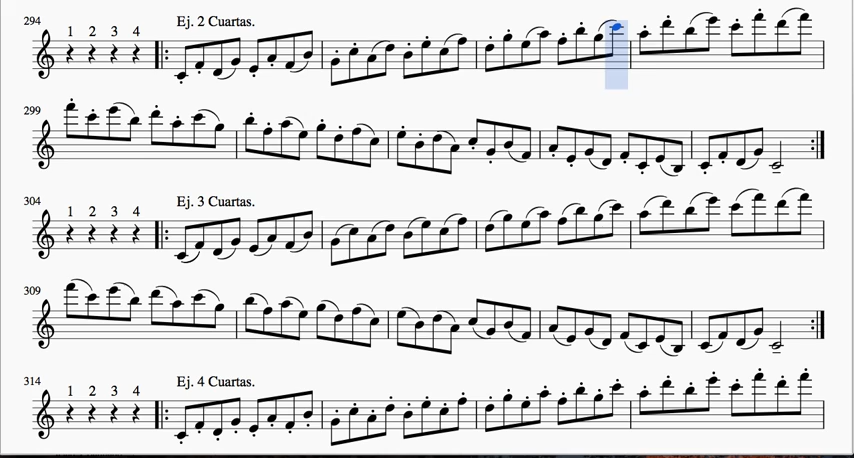 294 1 2 3 4 Ej. 2 Cuartas.
299
304 1 2 3 4 Ej. 3 Cuartas.
309
314 1 2 3 4 Ej. 4 Cuartas.